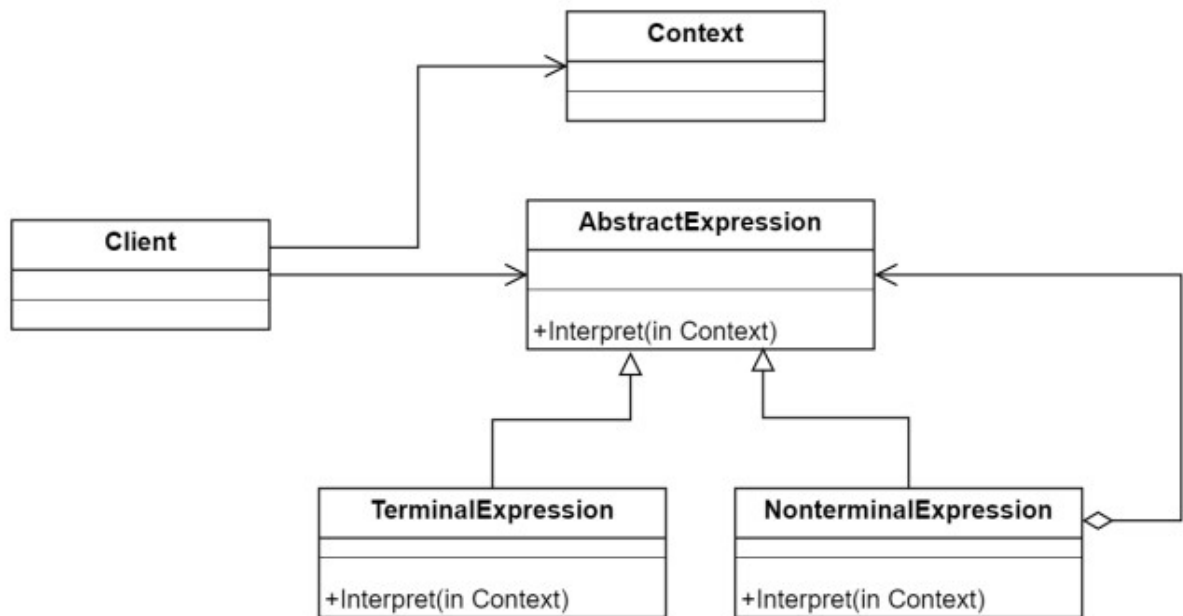 Context
Client
AbstractExpression
+Interpret(in Context)
TerminalExpression
+Interpret(in Context)
NonterminalExpression
+Interpret(in Context)